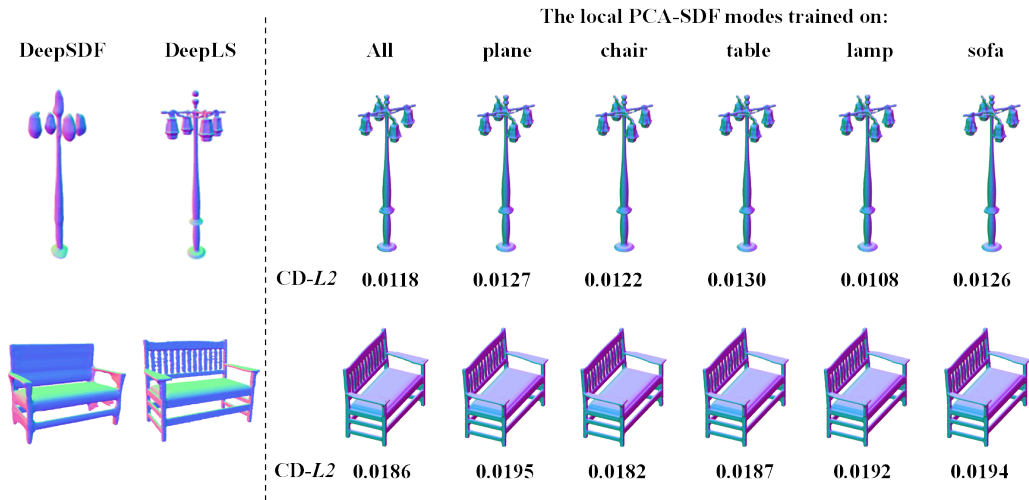 The local PCA-SDF modes trained on:
DeepSDF DeepLS All plane chair table lamp sofa
CD-L2 0.0118 0.0127 0.0122 0.0130 0.0108 0.0126
CD-L2 0.0186 0.0195 0.0182 0.0187 0.0192 0.0194